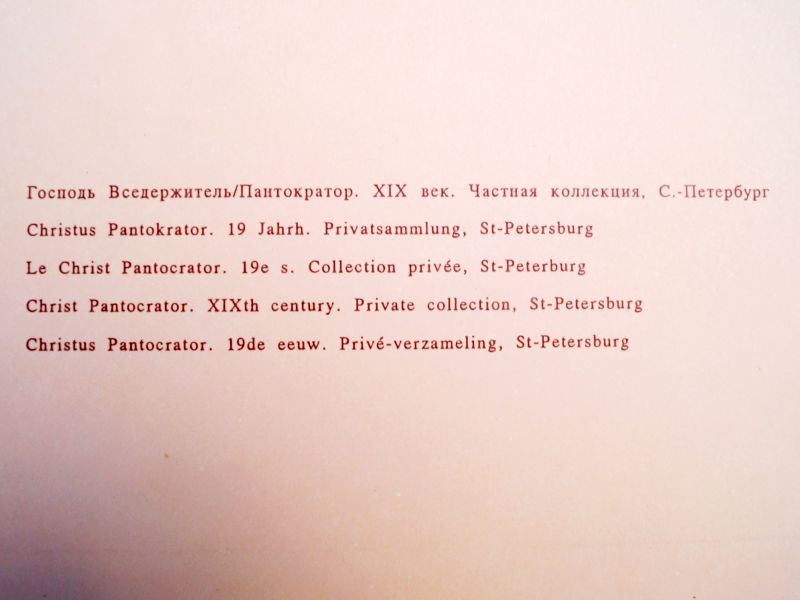 Господь Вседержитель/Пантократор. XIX век. Частная коллекция, С.-Петербург
Christus Pantokrator. 19 Jahrh. Privatsammlung, St-Petersburg
Le Christ Pantocrator. 19e s. Collection privée, St-Peterburg
Christ Pantocrator. XIXth century. Private collection, St-Petersburg
Christus Pantocrator. 19de eeuw. Privé-verzameling, St-Petersburg